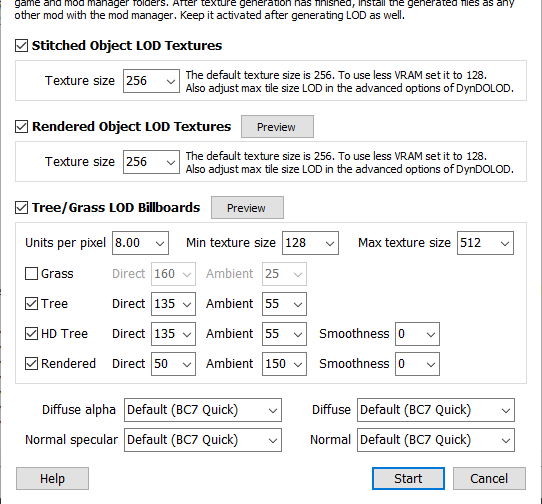 game and mod manager folders. After texture generation has finished, install the generated files as any
other mod with the mod manager. Keep it activated after generating LOD as well.
Stitched Object LOD Textures
Texture size 256 The default texture size is 256. To use less VRAM set it to 128.
Also adjust max tile size LOD in the advanced options of DynDOLOD.
Rendered Object LOD Textures Preview
Texture size 256 The default texture size is 256. To use less VRAM set it to 128.
Also adjust max tile size LOD in the advanced options of DynDOLOD.
Tree/Grass LOD Billboards Preview
Units per pixel 8.00 Min texture size 128 Max texture size 512
Grass Direct 160 Ambient 25
Tree Direct 135 Ambient 55
HD Tree Direct 135 Ambient 55 Smoothness 0
Rendered Direct 50 Ambient 150 Smoothness 0
Diffuse alpha Default (BC7 Quick) Diffuse Default (BC7 Quick)
Normal specular Default (BC7 Quick) Normal Default (BC7 Quick)
Help Start Cancel